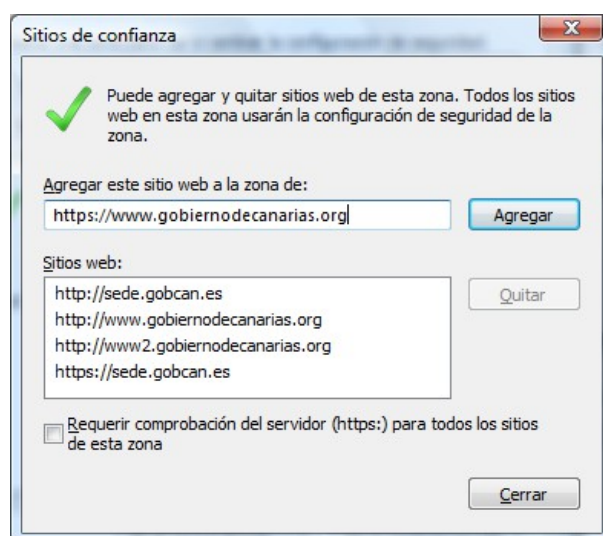 Sitios de confianza
Puede agregar y quitar sitios web de esta zona. Todos los sitios
web en esta zona usarán la configuración de seguridad de la
zona.
Agregar este sitio web a la zona de:
https://www.gobiernodecanarias.org
Agregar
Sitios web:
http://sede.gobcan.es
http://www.gobiernodecanarias.org
http://www2.gobiernodecanarias.org
https://sede.gobcan.es
Quitar
Requerir comprobación del servidor (https:) para todos los sitios
de esta zona
Cerrar